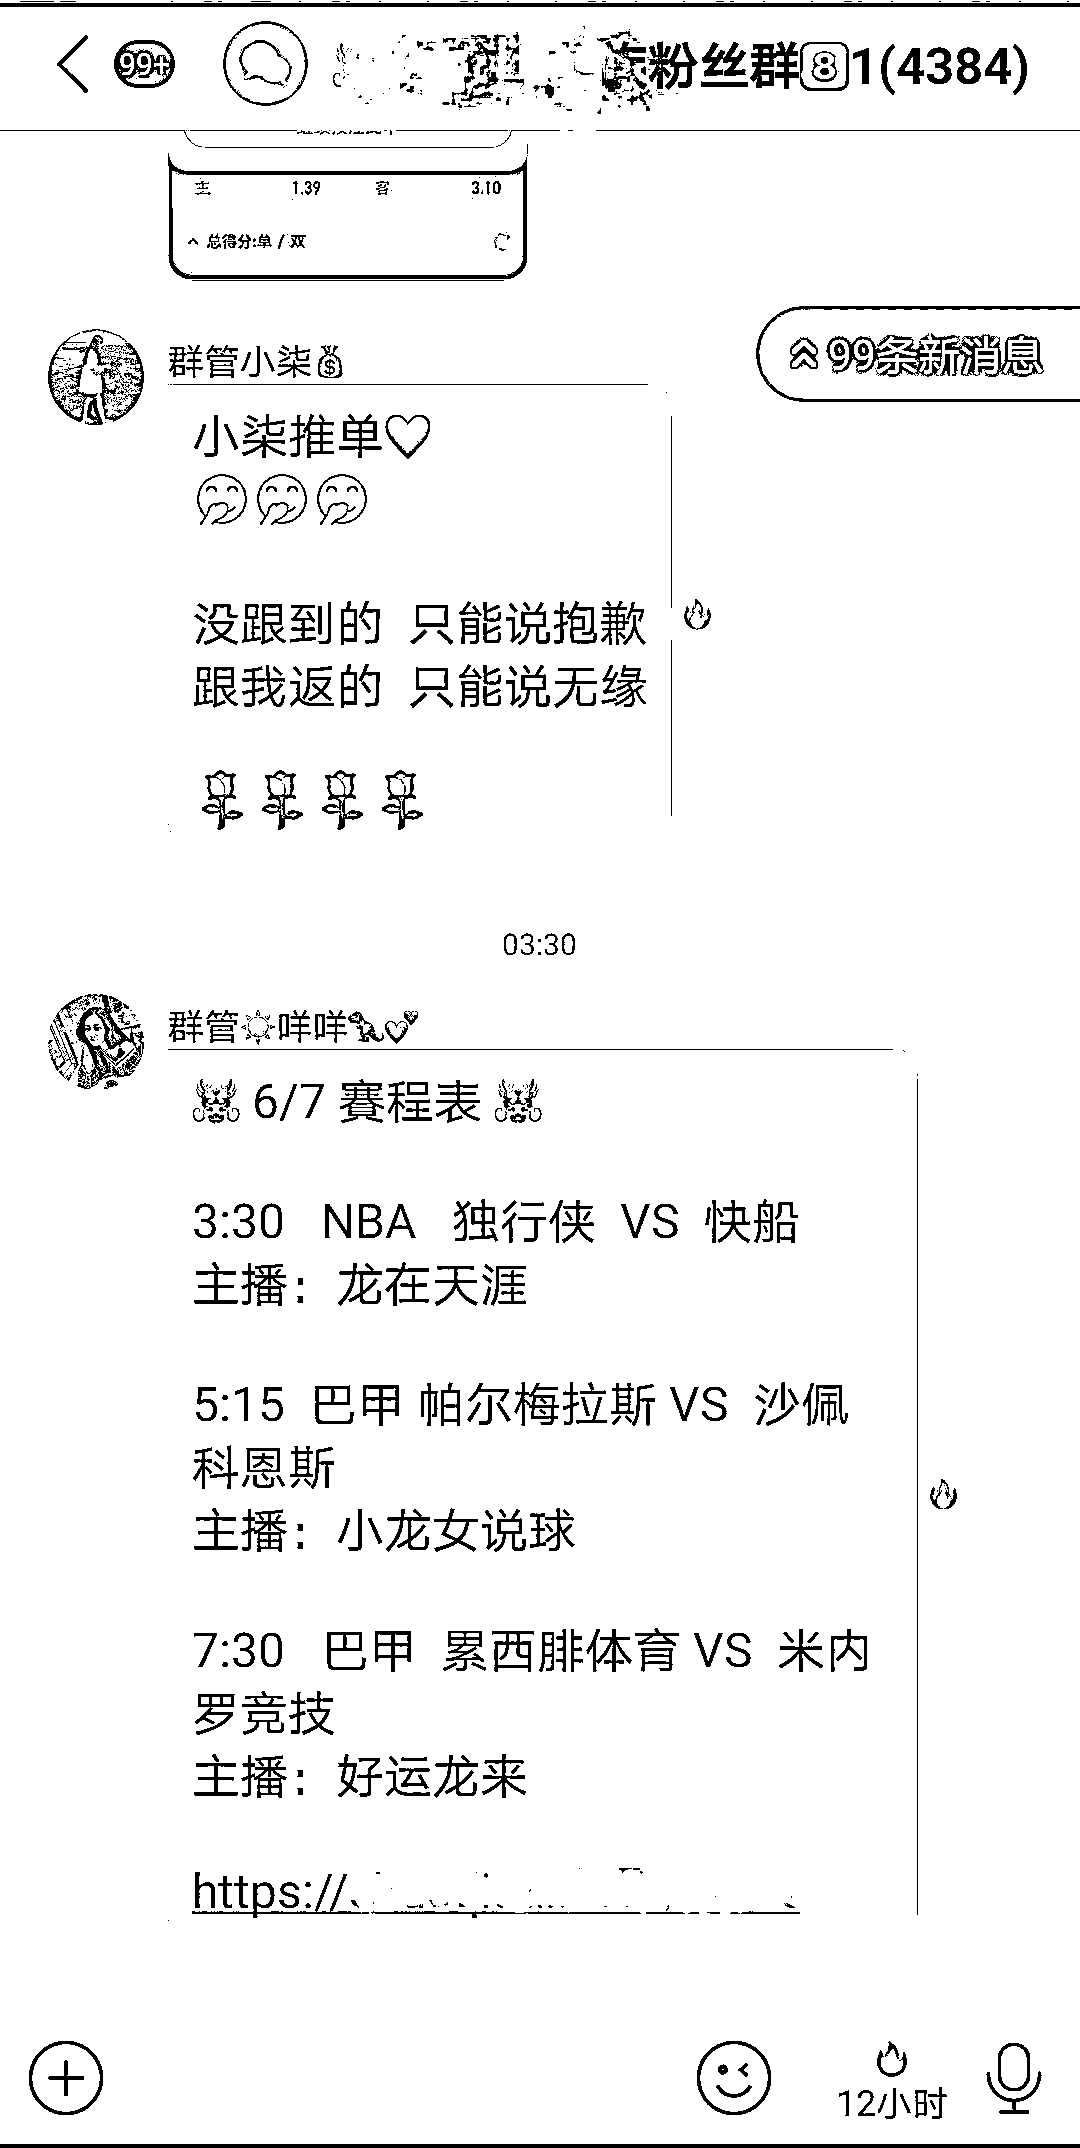 99+
粉丝群8️⃣1(4384)
主 1.39 客 3.10
总得分:单 / 双
99条新消息
群管小柒💰
小柒推单♡
🤭🤭🤭
没跟到的 只能说抱歉
跟我返的 只能说无缘
🌹🌹🌹🌹
03:30
群管☀️咩咩🦖💕
🐲 6/7 賽程表 🐲
3:30 NBA 独行侠 VS 快船
主播：龙在天涯
5:15 巴甲 帕尔梅拉斯 VS 沙佩
科恩斯
主播：小龙女说球
7:30 巴甲 累西腓体育 VS 米内
罗竞技
主播：好运龙来
https://
12小时